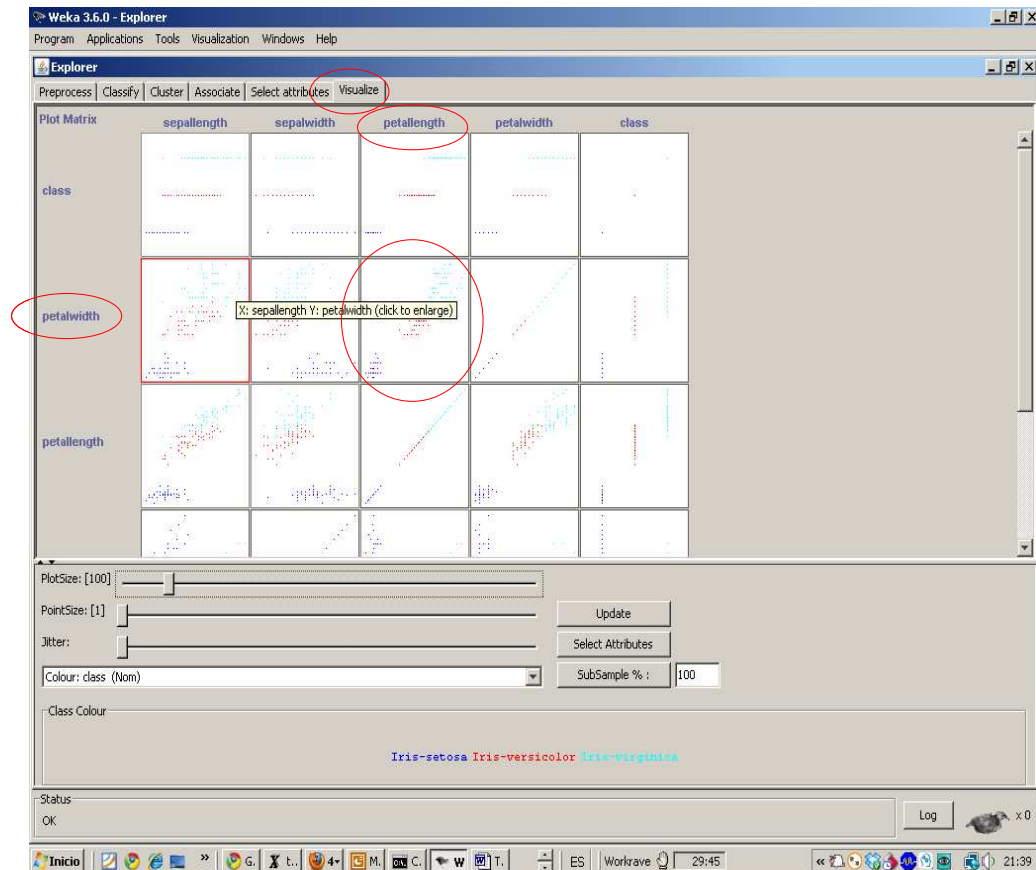 Weka 3.6.0 - Explorer
Program Applications Tools Visualization Windows Help
Explorer
Preprocess Classify Cluster Associate Select attributes Visualize
Plot Matrix sepallength sepalwidth petallength petalwidth class
class
petalwidth
X: sepallength Y: petalwidth (click to enlarge)
petallength
PlotSize: [100]
PointSize: [1]
Update
Jitter:
Select Attributes
Colour: class (Nom)
SubSample % : 100
Class Colour
Iris-setosa Iris-versicolor Iris-virginica
Status
OK
Log x 0
Inicio » G. t.. 4 M. C. W T. ES Workrave 29:45 « 21:39